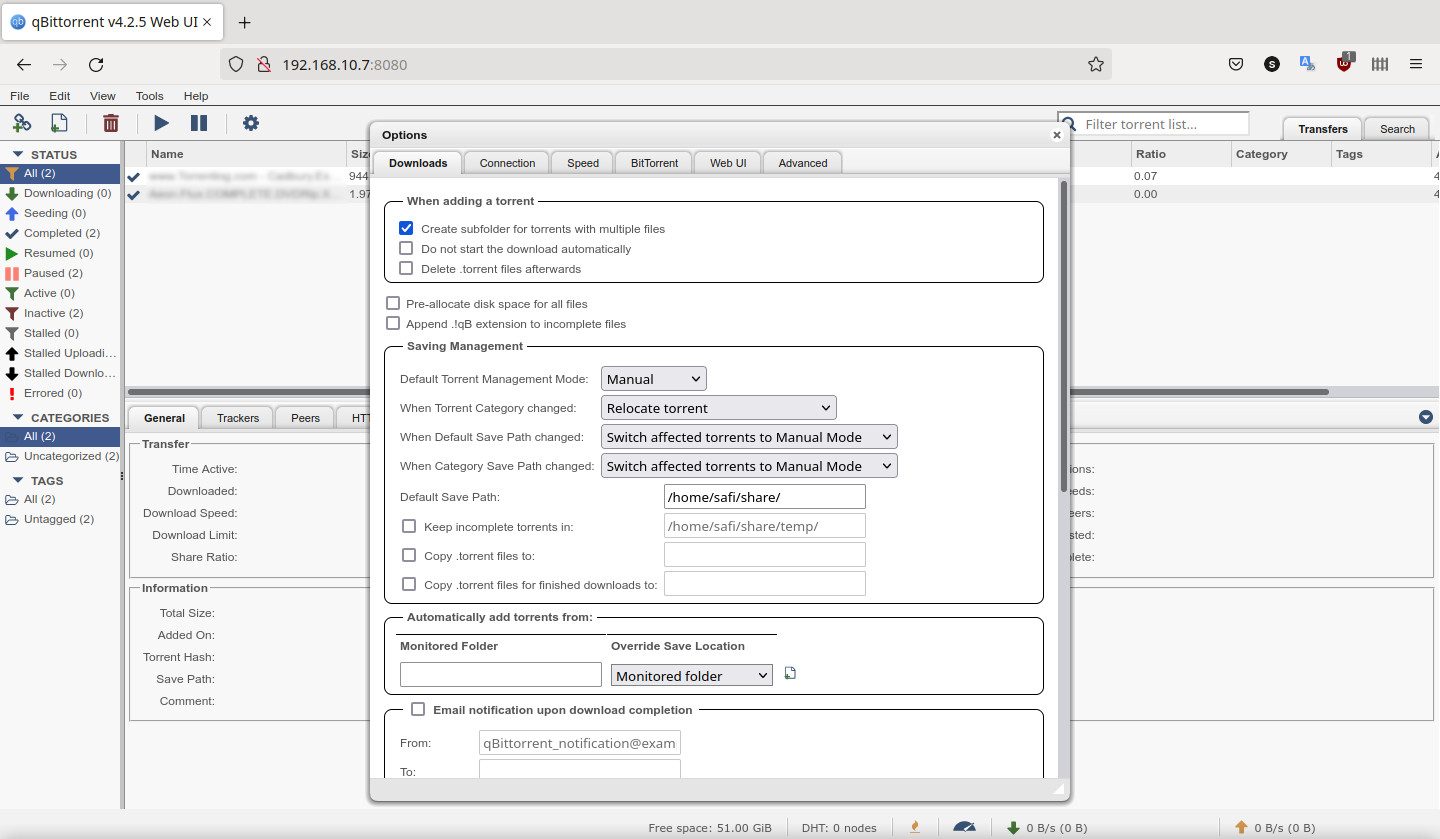 qBittorrent v4.2.5 Web UI
192.168.10.7:8080
File Edit View Tools Help
Filter torrent list...
Transfers Search
STATUS
All (2)
Downloading (0)
Seeding (0)
Completed (2)
Resumed (0)
Paused (2)
Active (0)
Inactive (2)
Stalled (0)
Stalled Uploadi...
Stalled Downlo...
Errored (0)
CATEGORIES
All (2)
Uncategorized (2)
TAGS
All (2)
Untagged (2)
Name Ratio Category Tags
944 0.07 4
1.97 0.00 4
General Trackers Peers
Transfer
Time Active:
Downloaded:
Download Speed:
Download Limit:
Share Ratio:
Information
Total Size:
Added On:
Torrent Hash:
Save Path:
Comment:
Options
Downloads Connection Speed BitTorrent Web UI Advanced
When adding a torrent
Create subfolder for torrents with multiple files
Do not start the download automatically
Delete .torrent files afterwards
Pre-allocate disk space for all files
Append .!qB extension to incomplete files
Saving Management
Default Torrent Management Mode: Manual
When Torrent Category changed: Relocate torrent
When Default Save Path changed: Switch affected torrents to Manual Mode
When Category Save Path changed: Switch affected torrents to Manual Mode
Default Save Path: /home/safi/share/
Keep incomplete torrents in: /home/safi/share/temp/
Copy .torrent files to:
Copy .torrent files for finished downloads to:
Automatically add torrents from:
Monitored Folder Override Save Location
Monitored folder
Email notification upon download completion
From: qBittorrent_notification@exam
To:
Free space: 51.00 GiB DHT: 0 nodes 0 B/s (0 B) 0 B/s (0 B)